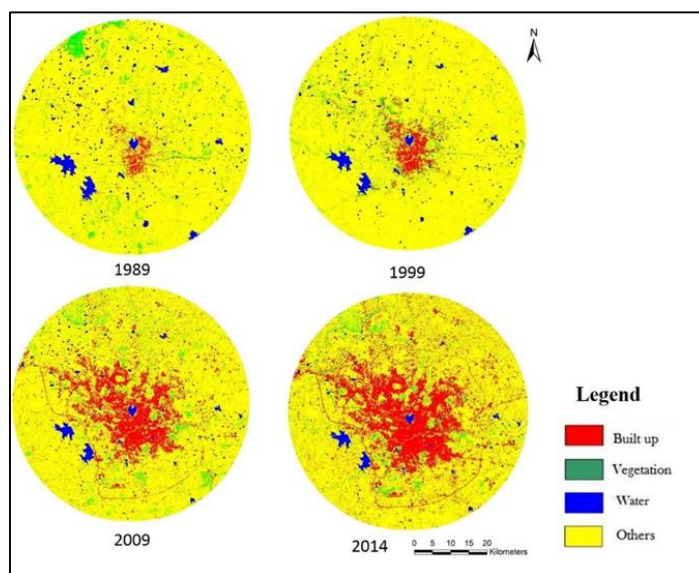 N
1989
1999
Legend
Built up
Vegetation
Water
Others
2009
2014
0 5 10 15 20
Kilometers